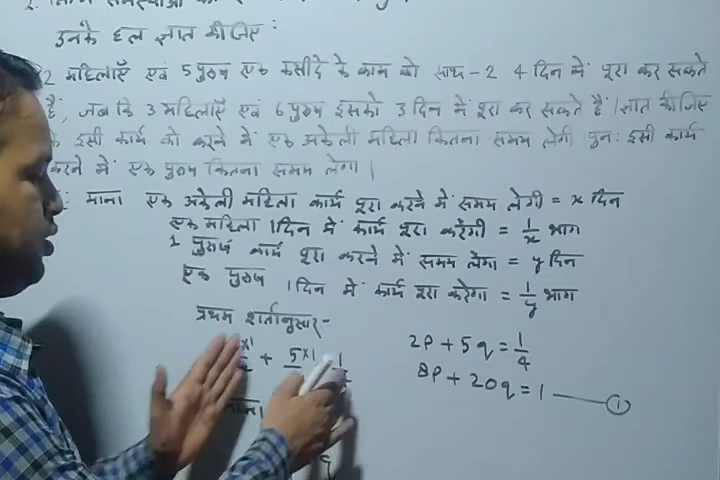 उनके हल ज्ञात कीजिए :
2 महिलाएँ एवं 5 पुरुष एक कसीदे के काम को साथ-2 4 दिन में पूरा कर सकते
हैं, जब कि 3 महिलाएँ एवं 6 पुरुष इसको 3 दिन में पूरा कर सकते हैं। ज्ञात कीजिए
कि इसी कार्य को करने में एक अकेली महिला कितना समय लेगी पुन: इसी कार्य
करने में एक पुरुष कितना समय लेगा।
: माना एक अकेली महिला कार्य पूरा करने में समय लेगी = x दिन
एक महिला 1 दिन में कार्य पूरा करेगी = 1/x भाग
1 पुरुष कार्य पूरा करने में समय लेगा = y दिन
एक पुरुष 1 दिन में कार्य पूरा करेगा = 1/y भाग
प्रथम शर्तानुसार-
×1 + 5×1
2p + 5q = 1/4
8p + 20q = 1 — ①